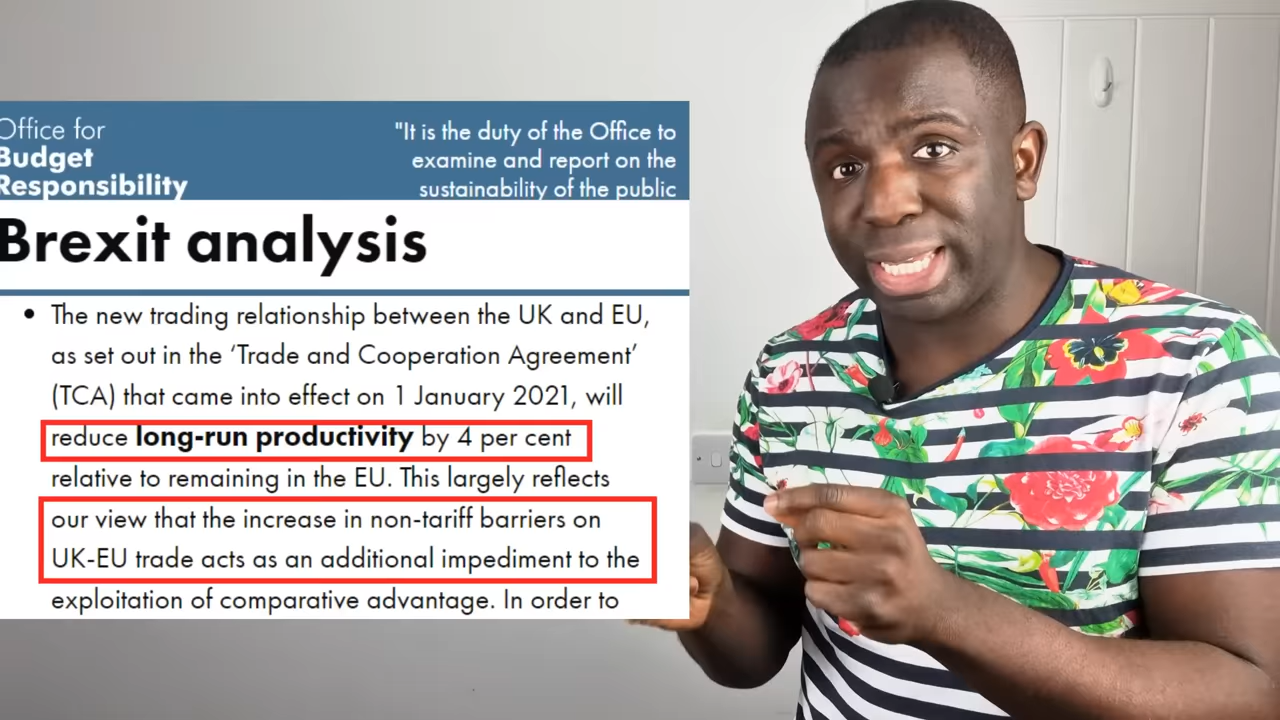 Office for
Budget
Responsibility
"It is the duty of the Office to
examine and report on the
sustainability of the public
Brexit analysis
• The new trading relationship between the UK and EU,
as set out in the ‘Trade and Cooperation Agreement’
(TCA) that came into effect on 1 January 2021, will
reduce long-run productivity by 4 per cent
relative to remaining in the EU. This largely reflects
our view that the increase in non-tariff barriers on
UK-EU trade acts as an additional impediment to the
exploitation of comparative advantage. In order to